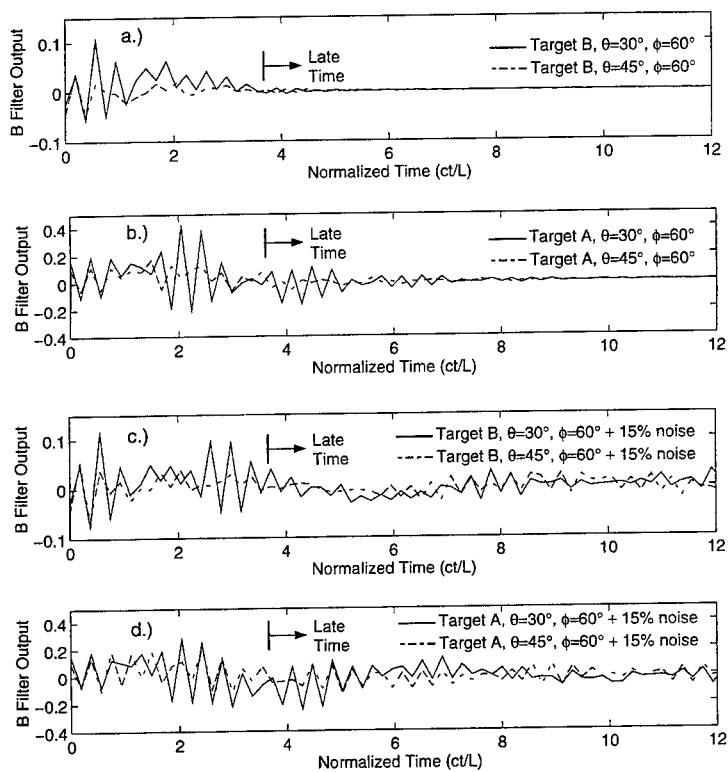 a.)
Late
Time
Target B, θ=30°, ϕ=60°
Target B, θ=45°, ϕ=60°
B Filter Output
0.1
0
−0.1
0 2 4 6 8 10 12
Normalized Time (ct/L)
b.)
Late
Time
Target A, θ=30°, ϕ=60°
Target A, θ=45°, ϕ=60°
B Filter Output
0.4
0.2
0
−0.2
−0.4
0 2 4 6 8 10 12
Normalized Time (ct/L)
c.)
Late
Time
Target B, θ=30°, ϕ=60° + 15% noise
Target B, θ=45°, ϕ=60° + 15% noise
B Filter Output
0.1
0
−0.1
0 2 4 6 8 10 12
Normalized Time (ct/L)
d.)
Late
Time
Target A, θ=30°, ϕ=60° + 15% noise
Target A, θ=45°, ϕ=60° + 15% noise
B Filter Output
0.4
0.2
0
−0.2
−0.4
0 2 4 6 8 10 12
Normalized Time (ct/L)